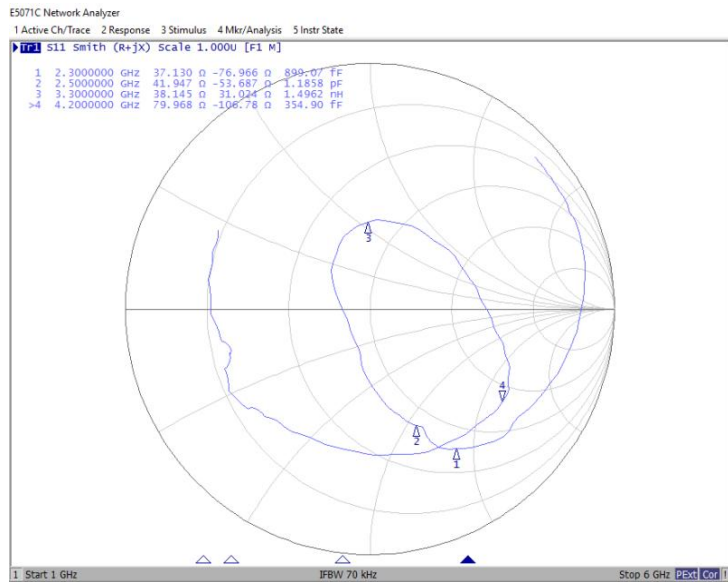 E5071C Network Analyzer
1 Active Ch/Trace 2 Response 3 Stimulus 4 Mkr/Analysis 5 Instr State
Tr1 S11 Smith (R+jX) Scale 1.000U [F1 M]
1 2.3000000 GHz 37.130 Ω -76.966 Ω 899.07 fF
2 2.5000000 GHz 41.947 Ω -53.687 Ω 1.1858 pF
3 3.3000000 GHz 38.145 Ω 31.024 Ω 1.4962 nH
>4 4.2000000 GHz 79.968 Ω -106.78 Ω 354.90 fF
3
4
2
1
1 Start 1 GHz IFBW 70 kHz Stop 6 GHz PExt Cor